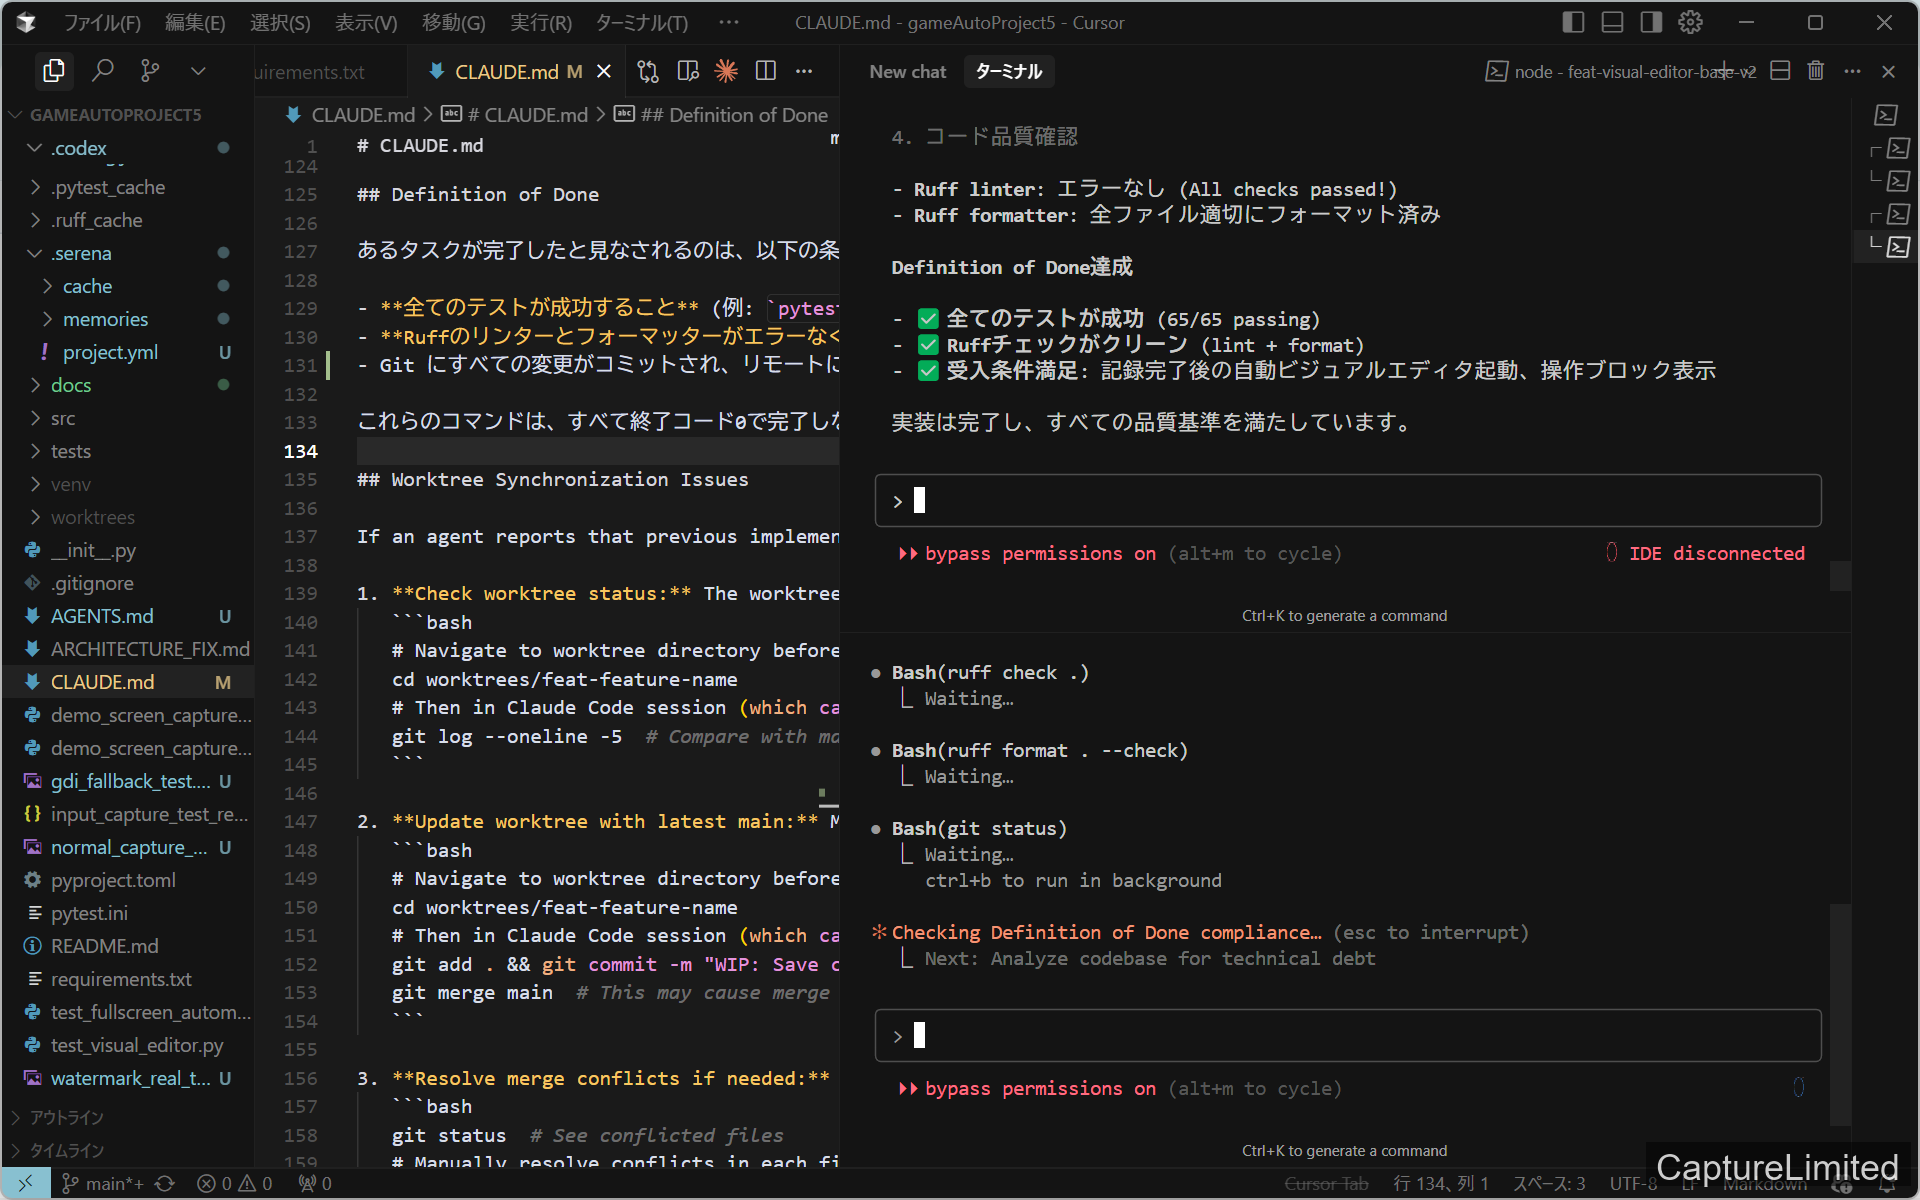 ファイル(F) 編集(E) 選択(S) 表示(V) 移動(G) 実行(R) ターミナル(T) ··· CLAUDE.md - gameAutoProject5 - Cursor
uirements.txt CLAUDE.md M
New chat ターミナル node - feat-visual-editor-base-v2
GAMEAUTOPROJECT5
.codex
.pytest_cache
.ruff_cache
.serena
cache
memories
! project.yml U
docs
src
tests
venv
worktrees
__init__.py
.gitignore
AGENTS.md U
ARCHITECTURE_FIX.md
CLAUDE.md M
demo_screen_capture...
demo_screen_capture...
gdi_fallback_test.... U
{} input_capture_test_re...
normal_capture_... U
pyproject.toml
pytest.ini
README.md
requirements.txt
test_fullscreen_autom...
test_visual_editor.py
watermark_real_t... U
アウトライン
タイムライン
CLAUDE.md > # CLAUDE.md > ## Definition of Done
1 # CLAUDE.md
124
125 ## Definition of Done
126
127 あるタスクが完了したと見なされるのは、以下の条
128
129 - **全てのテストが成功すること** (例: `pytest
130 - **Ruffのリンターとフォーマッターがエラーなく
131 - Git にすべての変更がコミットされ、リモートに
132
133 これらのコマンドは、すべて終了コード0で完了しな
134
135 ## Worktree Synchronization Issues
136
137 If an agent reports that previous implemen
138
139 1. **Check worktree status:** The worktree
140 ```bash
141 # Navigate to worktree directory before
142 cd worktrees/feat-feature-name
143 # Then in Claude Code session (which ca
144 git log --oneline -5 # Compare with ma
145 ```
146
147 2. **Update worktree with latest main:** M
148 ```bash
149 # Navigate to worktree directory before
150 cd worktrees/feat-feature-name
151 # Then in Claude Code session (which ca
152 git add . && git commit -m "WIP: Save c
153 git merge main # This may cause merge
154 ```
155
156 3. **Resolve merge conflicts if needed:**
157 ```bash
158 git status # See conflicted files
159 # Manually resolve conflicts in each fi
4. コード品質確認
- Ruff linter: エラーなし (All checks passed!)
- Ruff formatter: 全ファイル適切にフォーマット済み
Definition of Done達成
- ✅ 全てのテストが成功 (65/65 passing)
- ✅ Ruffチェックがクリーン (lint + format)
- ✅ 受入条件満足: 記録完了後の自動ビジュアルエディタ起動、操作ブロック表示
実装は完了し、すべての品質基準を満たしています。
>
bypass permissions on (alt+m to cycle) IDE disconnected
Ctrl+K to generate a command
● Bash(ruff check .)
⎿ Waiting…
● Bash(ruff format . --check)
⎿ Waiting…
● Bash(git status)
⎿ Waiting…
ctrl+b to run in background
✻ Checking Definition of Done compliance… (esc to interrupt)
⎿ Next: Analyze codebase for technical debt
>
bypass permissions on (alt+m to cycle)
Ctrl+K to generate a command
main*+ 0 0 0 Cursor Tab 行 134、列 1 スペース: 3 UTF-8 LF Markdown
CaptureLimited